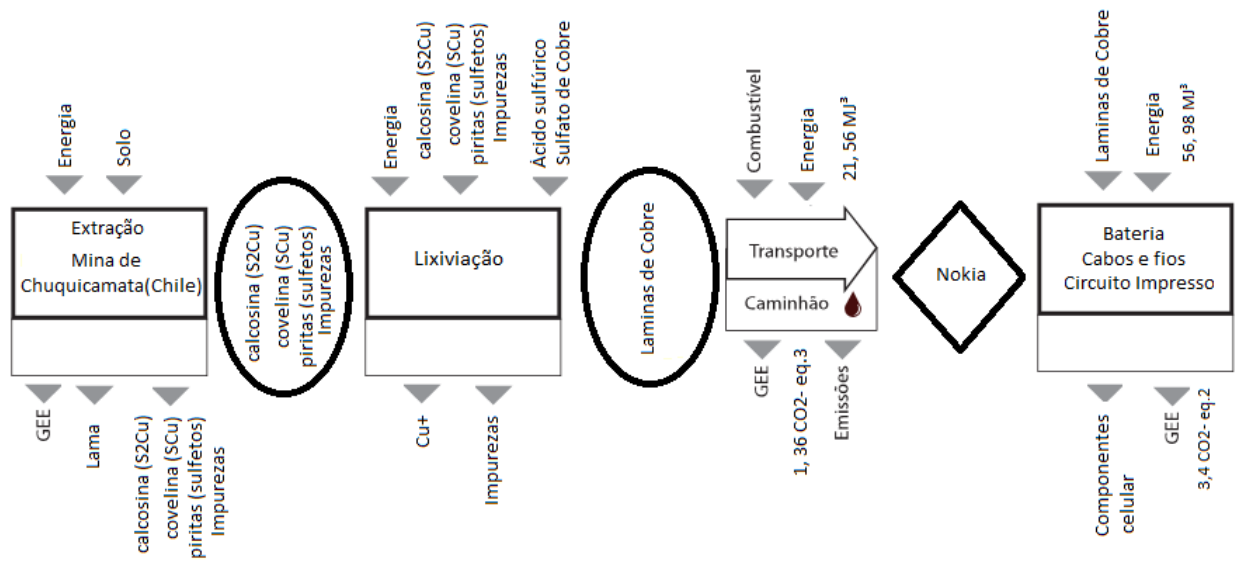 Energia
Solo
Extração
Mina de
Chuquicamata(Chile)
GEE
Lama
calcosina (S2Cu)
covelina (SCu)
piritas (sulfetos)
Impurezas
calcosina (S2Cu)
covelina (SCu)
piritas (sulfetos)
Impurezas
Energia
calcosina (S2Cu)
covelina (SCu)
piritas (sulfetos)
Impurezas
Ácido sulfúrico
Sulfato de Cobre
Lixiviação
Cu+
Impurezas
Laminas de Cobre
Combustível
Energia
21, 56 MJ³
Transporte
Caminhão
GEE
1, 36 CO2- eq.3
Emissões
Nokia
Laminas de Cobre
Energia
56, 98 MJ³
Bateria
Cabos e fios
Circuito Impresso
Componentes
celular
GEE
3,4 CO2- eq.2